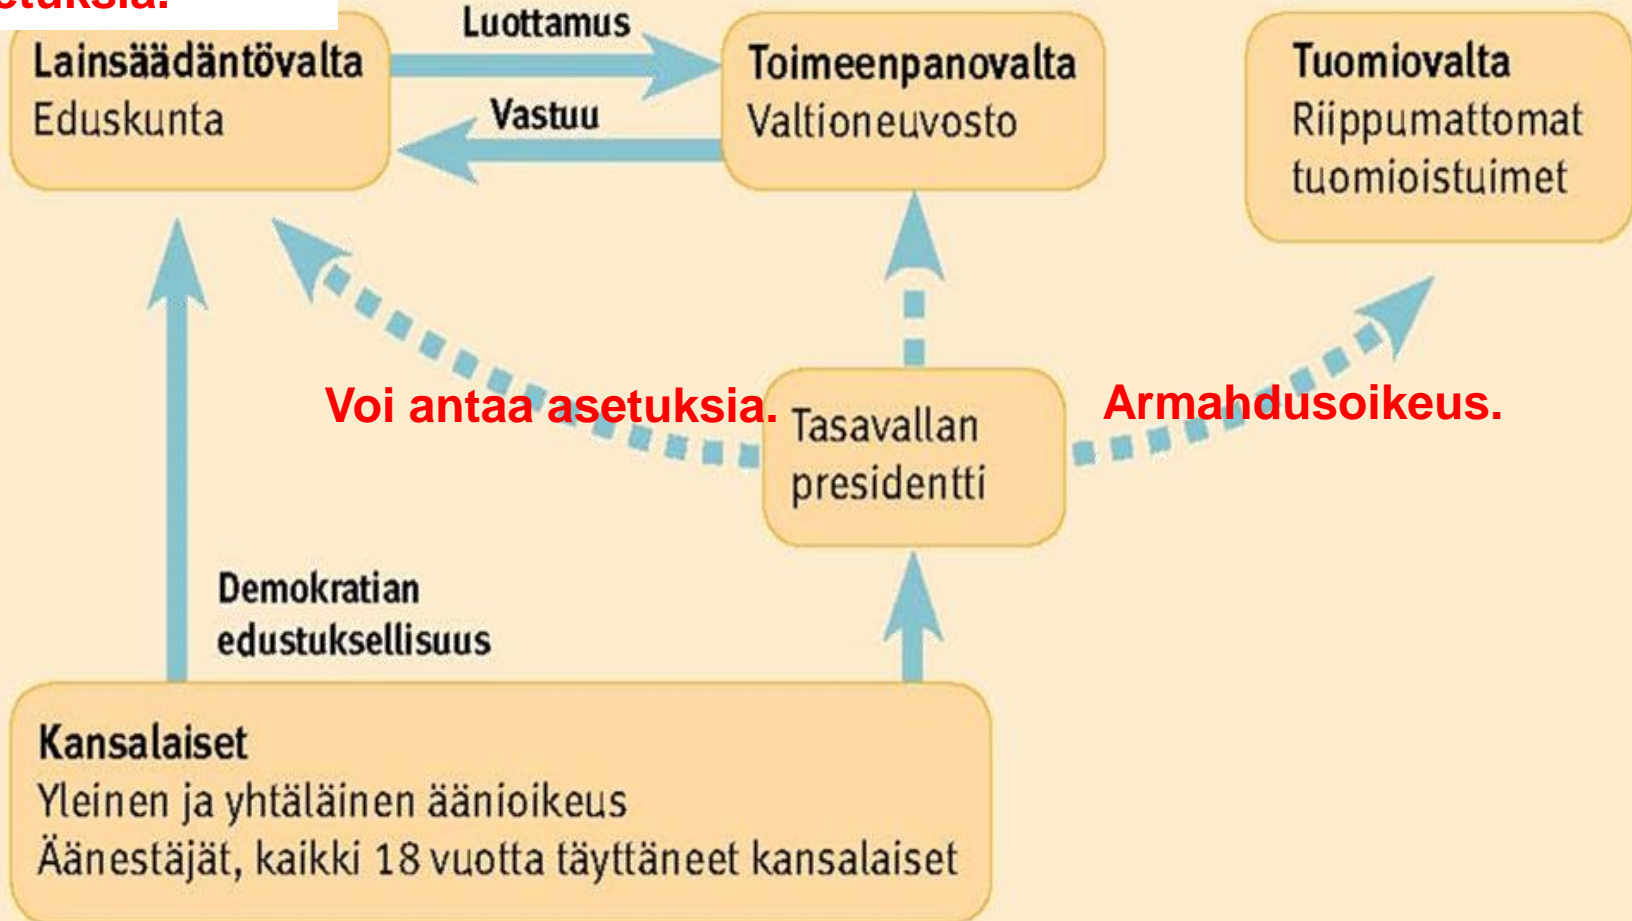 Luottamus
Lainsäädäntövalta
Eduskunta
Vastuu
Toimeenpanovalta
Valtioneuvosto
Tuomiovalta
Riippumattomat
tuomioistuimet
Voi antaa asetuksia.
Tasavallan
presidentti
Armahdusoikeus.
Demokratian
edustuksellisuus
Kansalaiset
Yleinen ja yhtäläinen äänioikeus
Äänestäjät, kaikki 18 vuotta täyttäneet kansalaiset